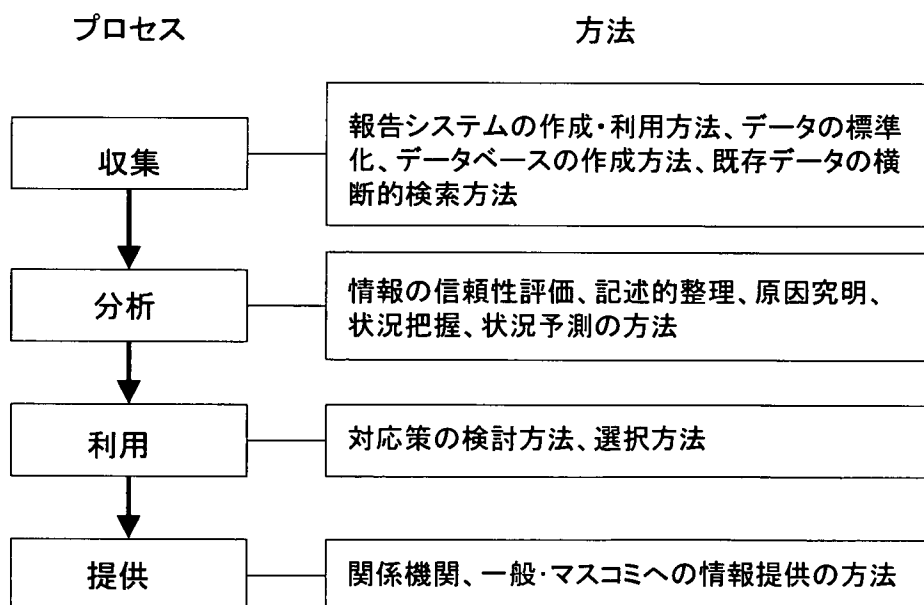 プロセス
方法
収集
報告システムの作成・利用方法、データの標準
化、データベースの作成方法、既存データの横
断的検索方法
分析
情報の信頼性評価、記述的整理、原因究明、
状況把握、状況予測の方法
利用
対応策の検討方法、選択方法
提供
関係機関、一般・マスコミへの情報提供の方法